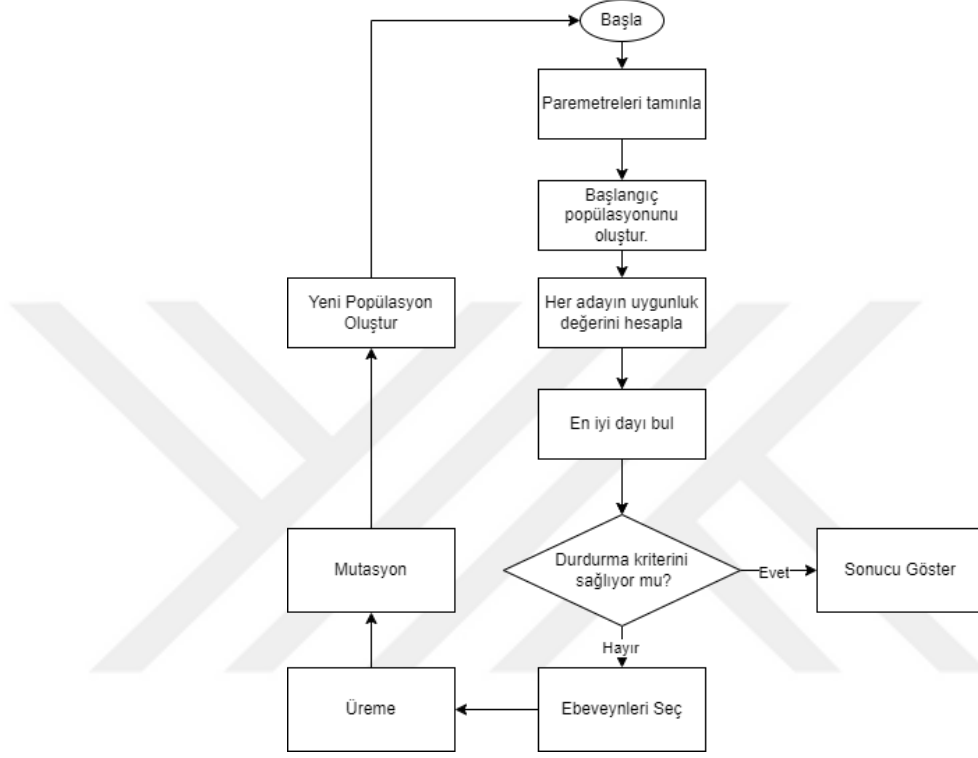 Başla
Paremetreleri tamınla
Başlangıç
popülasyonunu
oluştur.
Her adayın uygunluk
değerini hesapla
En iyi dayı bul
Durdurma kriterini
sağlıyor mu?
Evet
Sonucu Göster
Hayır
Ebeveynleri Seç
Üreme
Mutasyon
Yeni Popülasyon
Oluştur